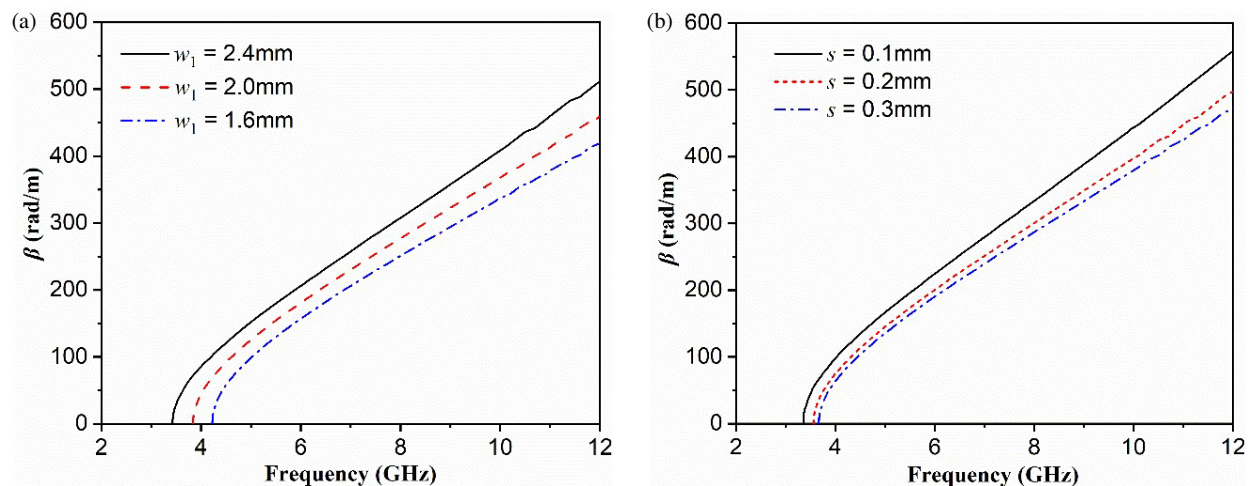 (a)
600
500
400
300
200
100
0
β (rad/m)
w₁ = 2.4mm
w₁ = 2.0mm
w₁ = 1.6mm
2 4 6 8 10 12
Frequency (GHz)
(b)
600
500
400
300
200
100
0
β (rad/m)
s = 0.1mm
s = 0.2mm
s = 0.3mm
2 4 6 8 10 12
Frequency (GHz)